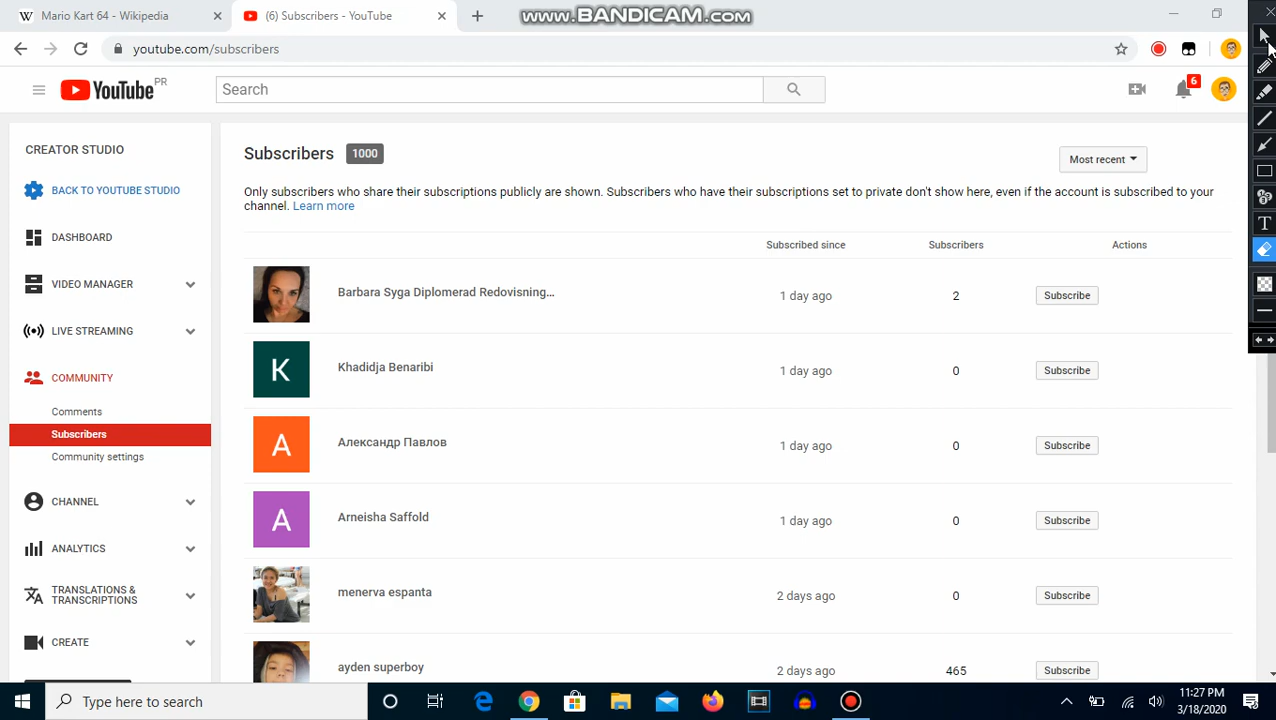 Mario Kart 64 - Wikipedia
(6) Subscribers - YouTube
www.BANDICAM.com
youtube.com/subscribers
YouTube PR
Search
6
CREATOR STUDIO
BACK TO YOUTUBE STUDIO
DASHBOARD
VIDEO MANAGER
LIVE STREAMING
COMMUNITY
Comments
Subscribers
Community settings
CHANNEL
ANALYTICS
TRANSLATIONS &
TRANSCRIPTIONS
CREATE
Subscribers 1000
Most recent
Only subscribers who share their subscriptions publicly are shown. Subscribers who have their subscriptions set to private don't show here, even if the account is subscribed to your
channel. Learn more
Subscribed since Subscribers Actions
Barbara Syga Diplomerad Redovisning... 1 day ago 2 Subscribe
K Khadidja Benaribi 1 day ago 0 Subscribe
А Александр Павлов 1 day ago 0 Subscribe
A Arneisha Saffold 1 day ago 0 Subscribe
menerva espanta 2 days ago 0 Subscribe
ayden superboy 2 days ago 465 Subscribe
T
Type here to search
11:27 PM
3/18/2020